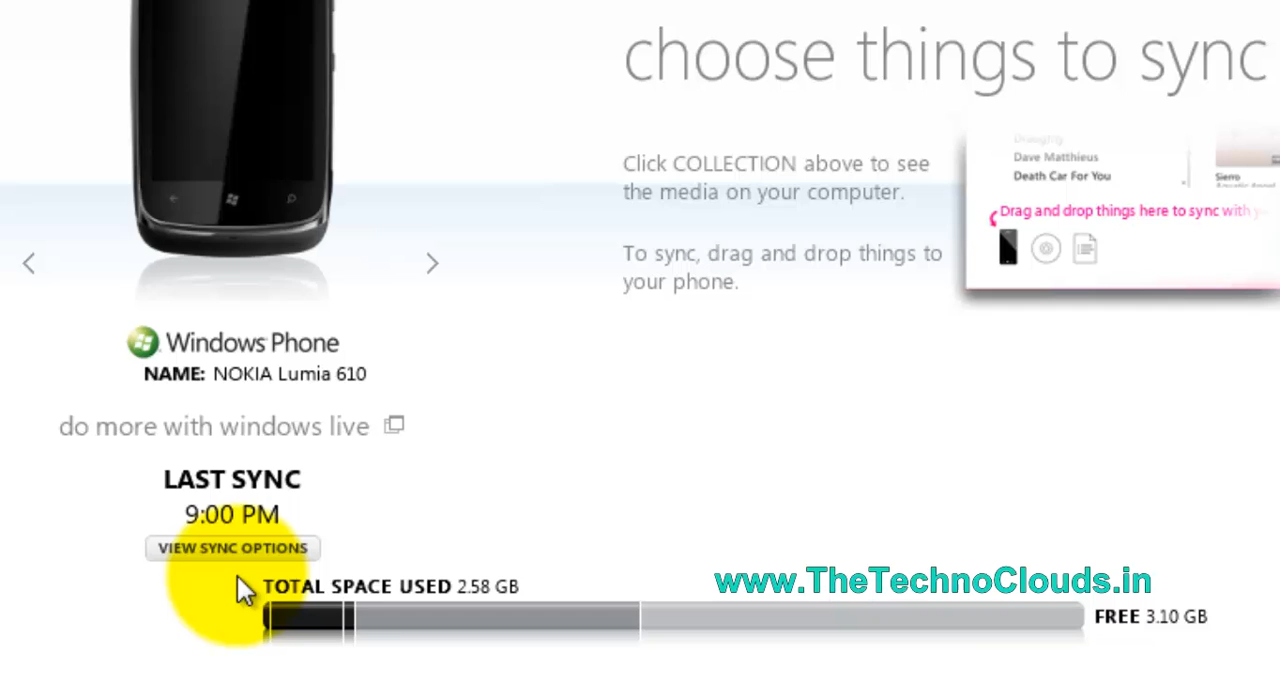 choose things to sync
Click COLLECTION above to see
the media on your computer.
To sync, drag and drop things to
your phone.
Dave Matthieus
Death Car For You
Sierro
Drag and drop things here to sync with
Windows Phone
NAME: NOKIA Lumia 610
do more with windows live
LAST SYNC
9:00 PM
VIEW SYNC OPTIONS
TOTAL SPACE USED 2.58 GB
www.TheTechnoClouds.in
FREE 3.10 GB